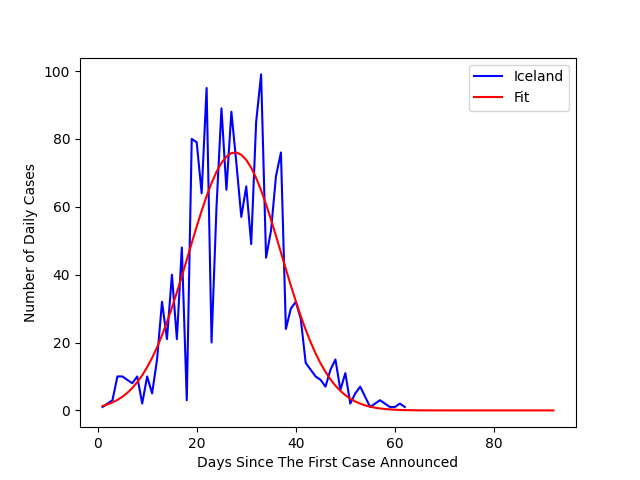 Iceland
Fit
100
80
60
40
20
0
Number of Daily Cases
0 20 40 60 80
Days Since The First Case Announced